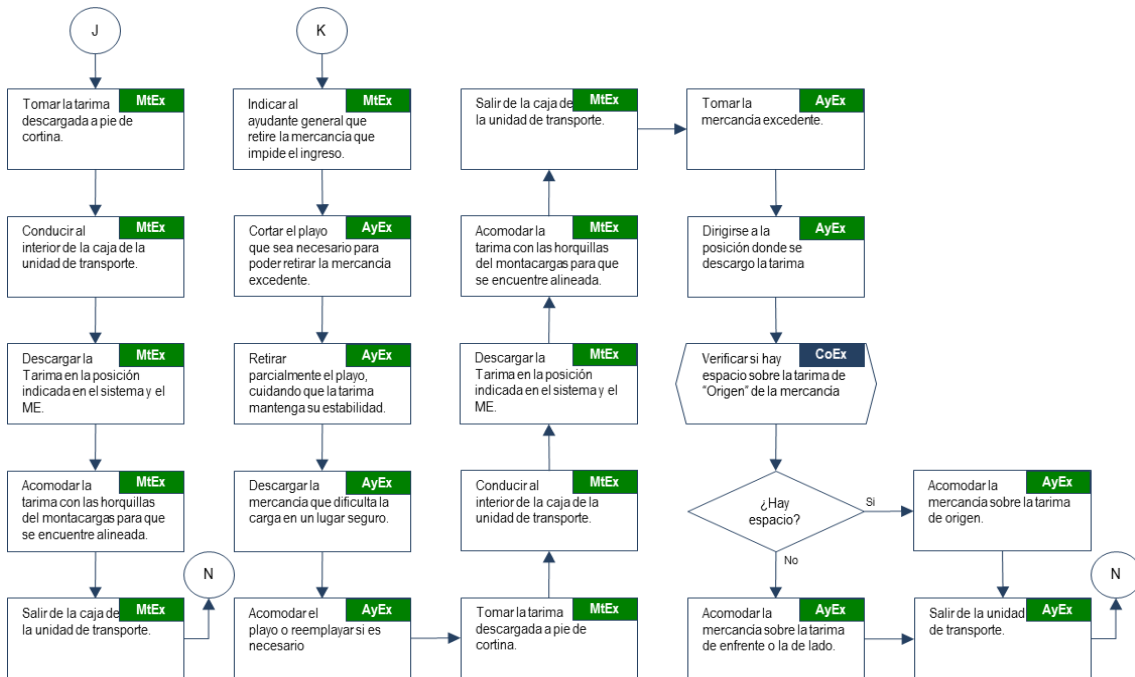 J
MtEx
Tomar la tarima
descargada a pie de
cortina.
MtEx
Conducir al
interior de la caja de la
unidad de transporte.
MtEx
Descargar la
Tarima en la posición
indicada en el sistema y el
ME.
MtEx
Acomodar la
tarima con las horquillas
del montacargas para que
se encuentre alineada.
MtEx
Salir de la caja de
la unidad de transporte.
N
K
MtEx
Indicar al
ayudante general que
retire la mercancía que
impide el ingreso.
AyEx
Cortar el playo
que sea necesario para
poder retirar la mercancía
excedente.
AyEx
Retirar
parcialmente el playo,
cuidando que la tarima
mantenga su estabilidad.
AyEx
Descargar la
mercancía que dificulta la
carga en un lugar seguro.
AyEx
Acomodar el
playo o reemplayar si es
necesario
MtEx
Tomar la tarima
descargada a pie de
cortina.
MtEx
Conducir al
interior de la caja de la
unidad de transporte.
MtEx
Descargar la
Tarima en la posición
indicada en el sistema y el
ME.
MtEx
Acomodar la
tarima con las horquillas
del montacargas para que
se encuentre alineada.
MtEx
Salir de la caja de
la unidad de transporte.
AyEx
Tomar la
mercancía excedente.
AyEx
Dirigirse a la
posición donde se
descargo la tarima
CoEx
Verificar si hay
espacio sobre la tarima de
“Origen” de la mercancía
¿Hay
espacio?
Si
No
AyEx
Acomodar la
mercancía sobre la tarima
de origen.
AyEx
Acomodar la
mercancía sobre la tarima
de enfrente o la de lado.
AyEx
Salir de la unidad
de transporte.
N